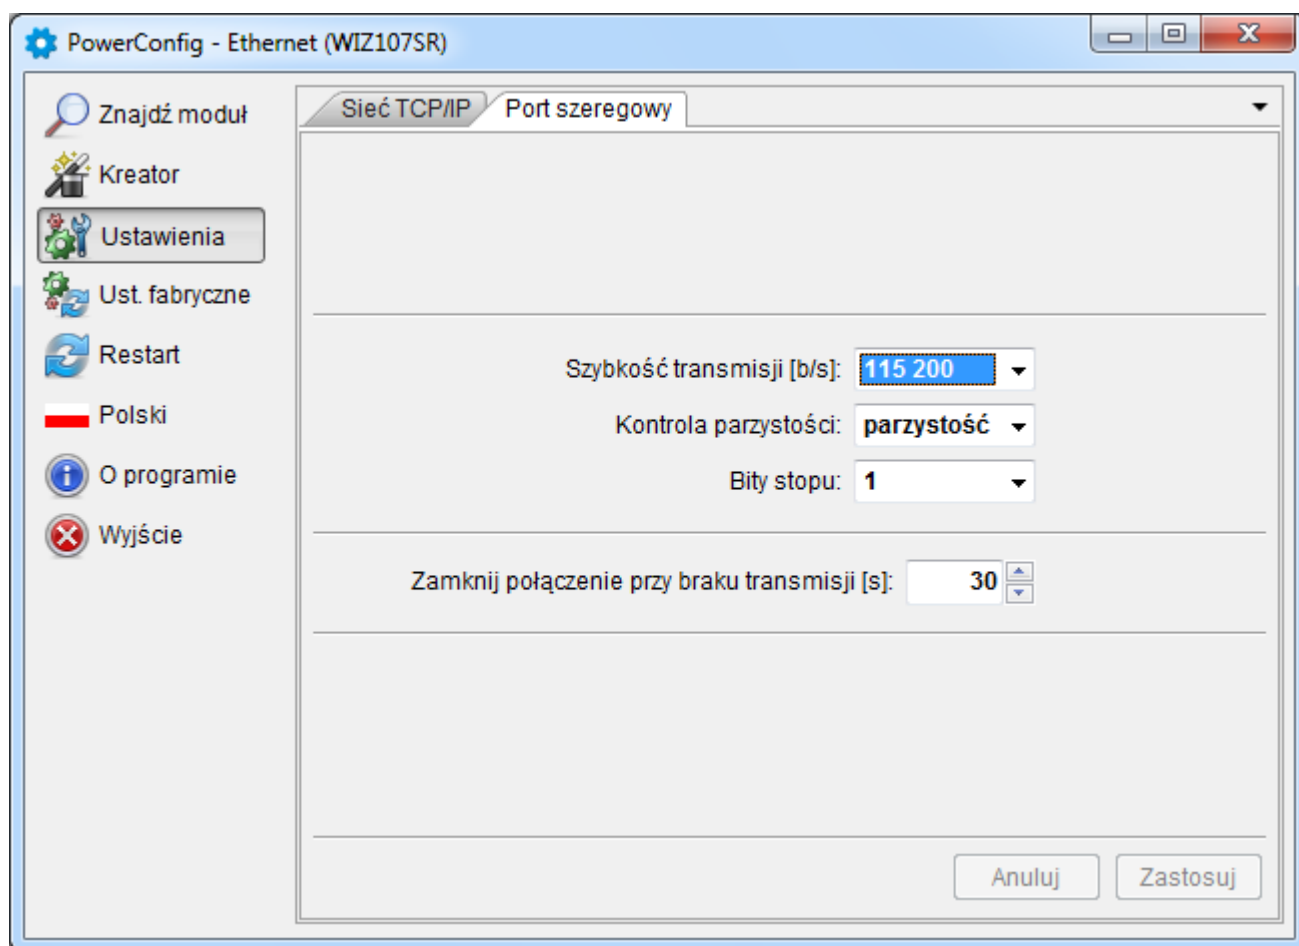 PowerConfig - Ethernet (WIZ107SR)
Znajdź moduł
Kreator
Ustawienia
Ust. fabryczne
Restart
Polski
O programie
Wyjście
Sieć TCP/IP
Port szeregowy
Szybkość transmisji [b/s]: 115 200
Kontrola parzystości: parzystość
Bity stopu: 1
Zamknij połączenie przy braku transmisji [s]: 30
Anuluj
Zastosuj